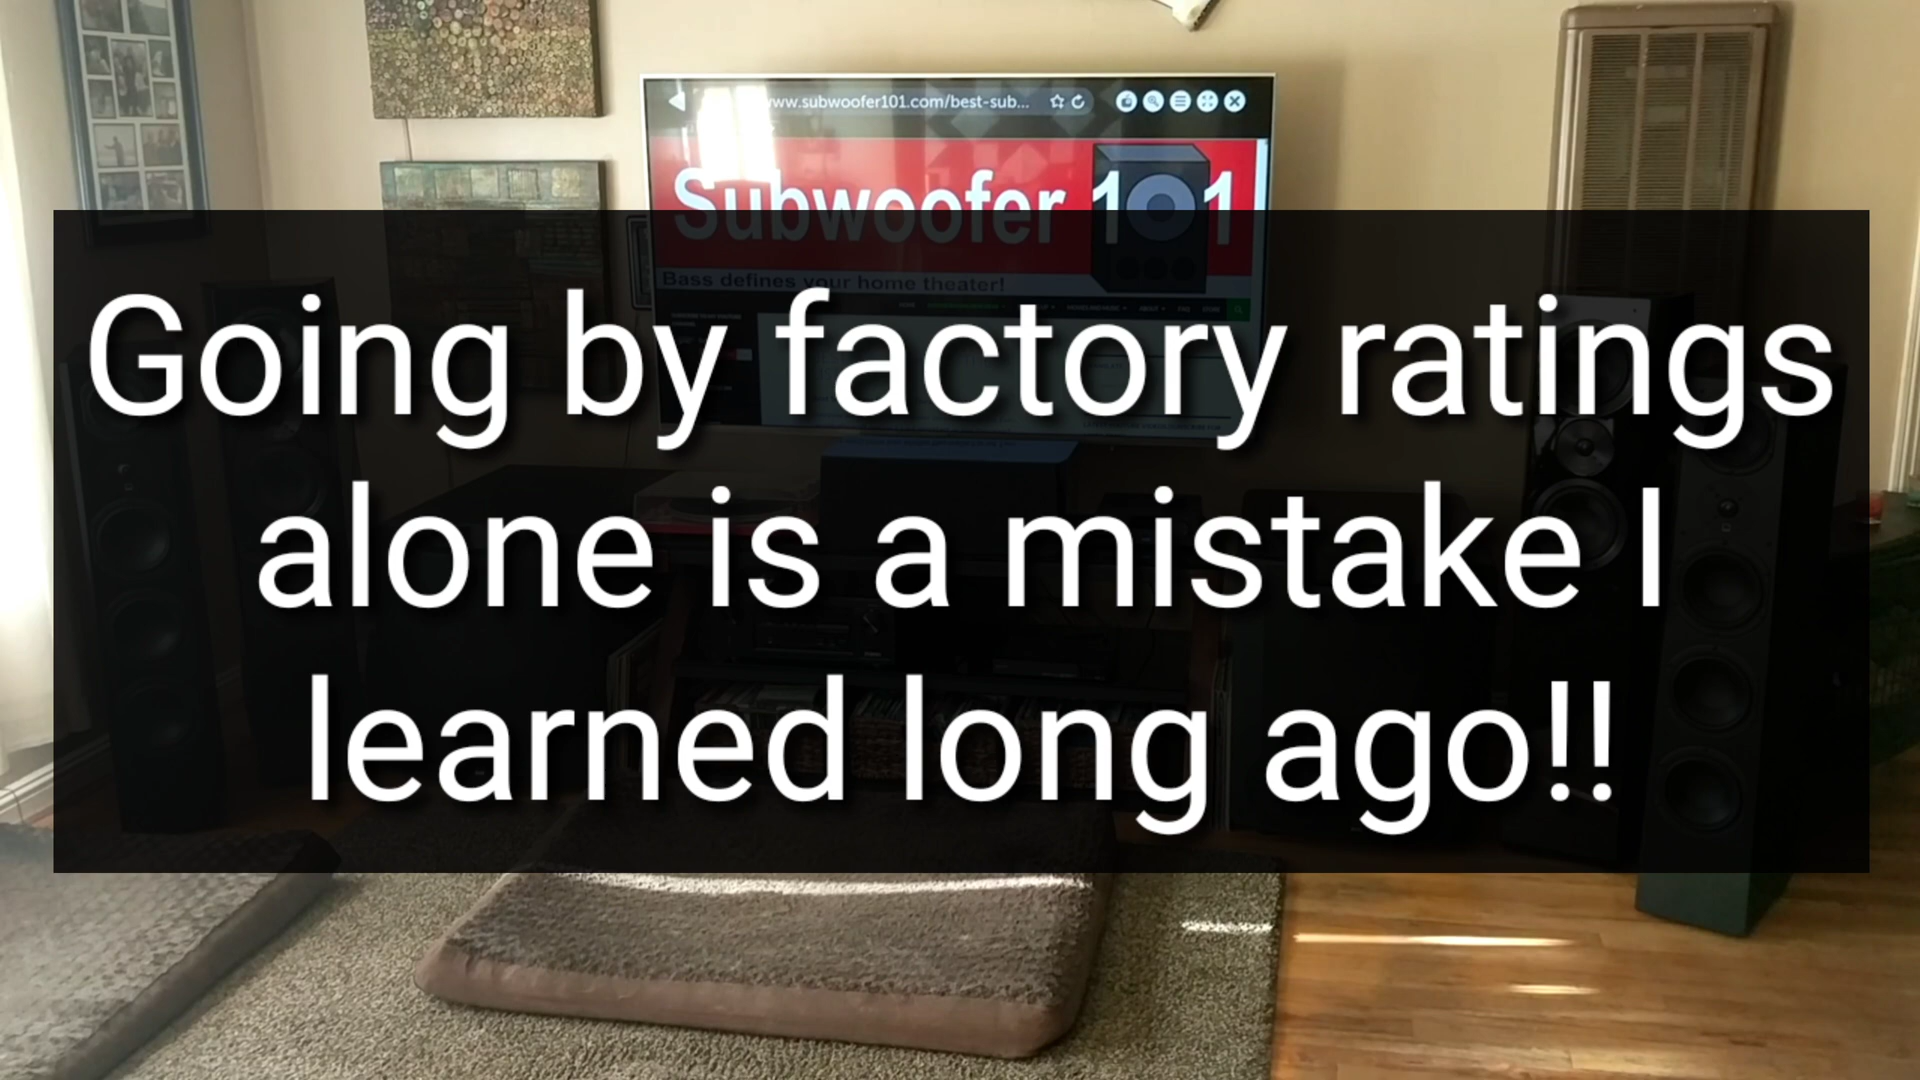 www.subwoofer101.com/best-sub...
Subwoofer 101
Bass defines your home theater!
Going by factory ratings
alone is a mistake I
learned long ago!!